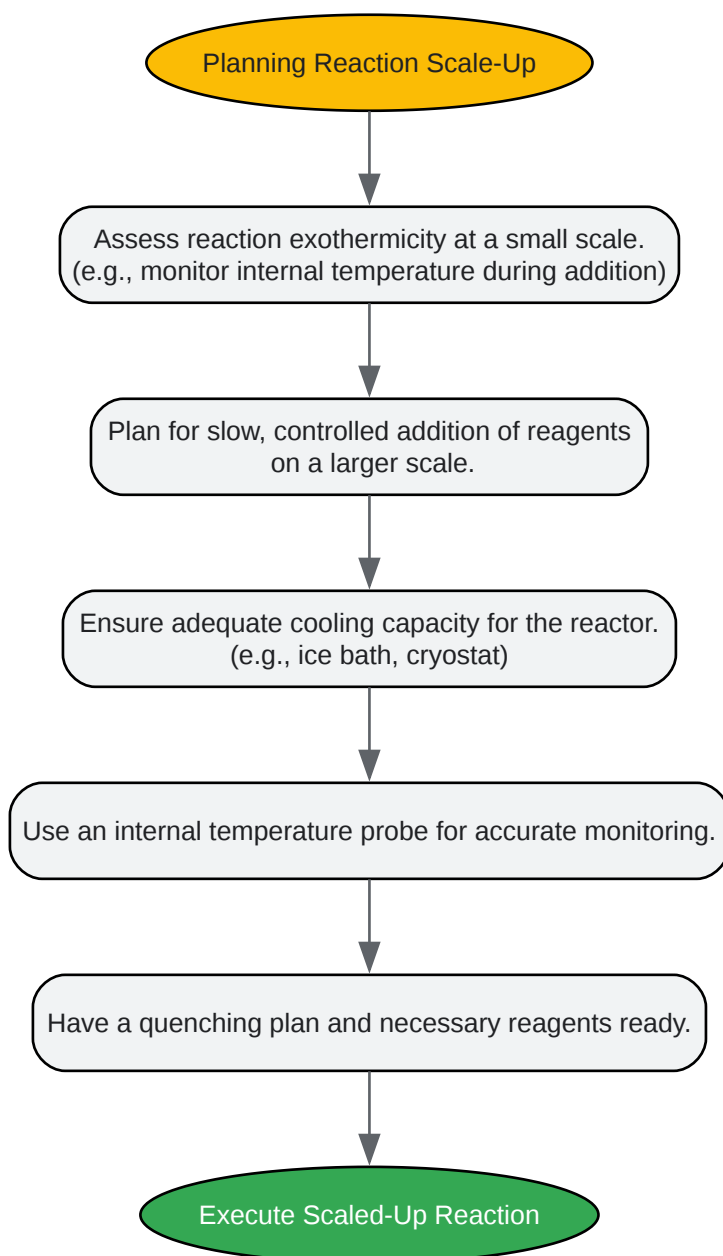 Planning Reaction Scale-Up
Assess reaction exothermicity at a small scale.
(e.g., monitor internal temperature during addition)
Plan for slow, controlled addition of reagents
on a larger scale.
Ensure adequate cooling capacity for the reactor.
(e.g., ice bath, cryostat)
Use an internal temperature probe for accurate monitoring.
Have a quenching plan and necessary reagents ready.
Execute Scaled-Up Reaction